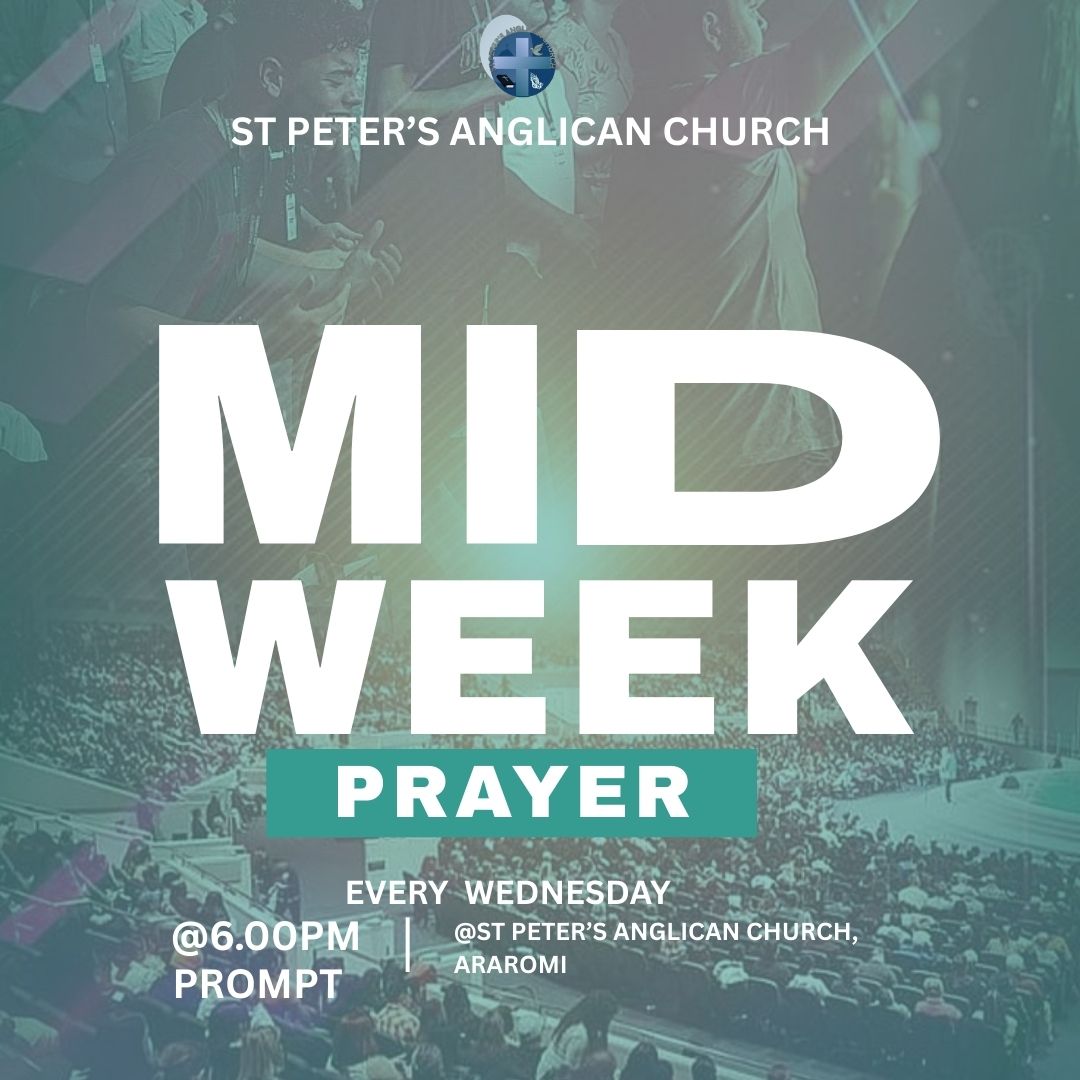 ST PETER’S ANGLICAN CHURCH
MID
WEEK
PRAYER
EVERY WEDNESDAY
@6.00PM
PROMPT
@ST PETER’S ANGLICAN CHURCH,
ARAROMI